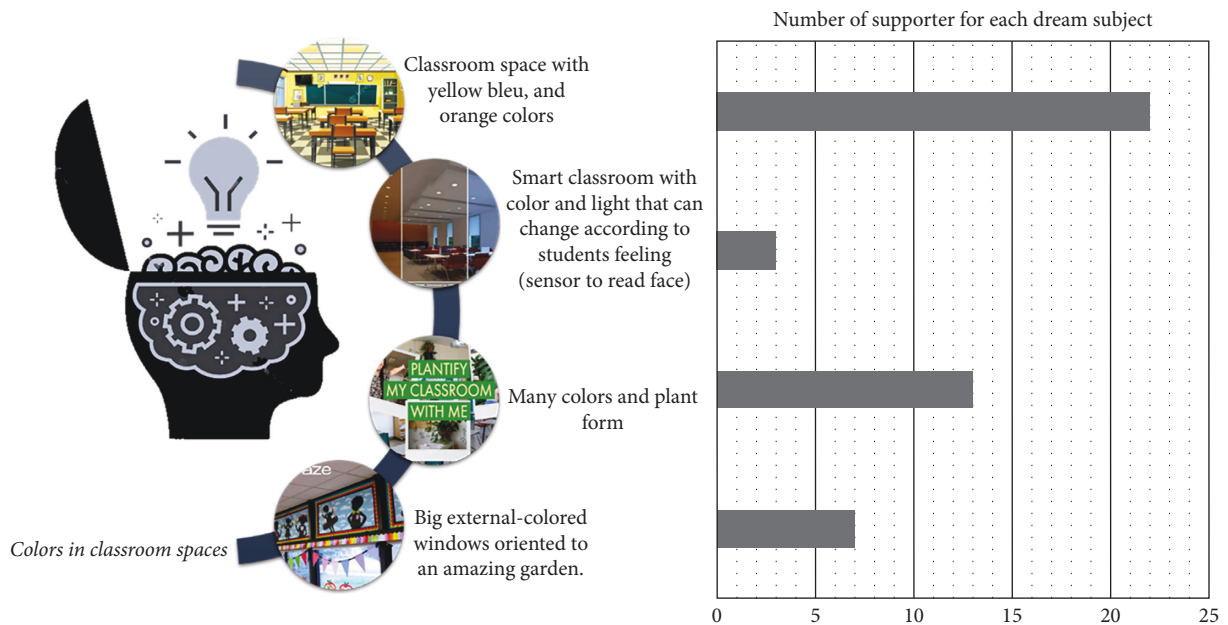 Number of supporter for each dream subject
Classroom space with
yellow bleu, and
orange colors
Smart classroom with
color and light that can
change according to
students feeling
(sensor to read face)
PLANTIFY
MY CLASSROOM
WITH ME
Many colors and plant
form
aze
Big external-colored
windows oriented to
an amazing garden.
Colors in classroom spaces
0 5 10 15 20 25